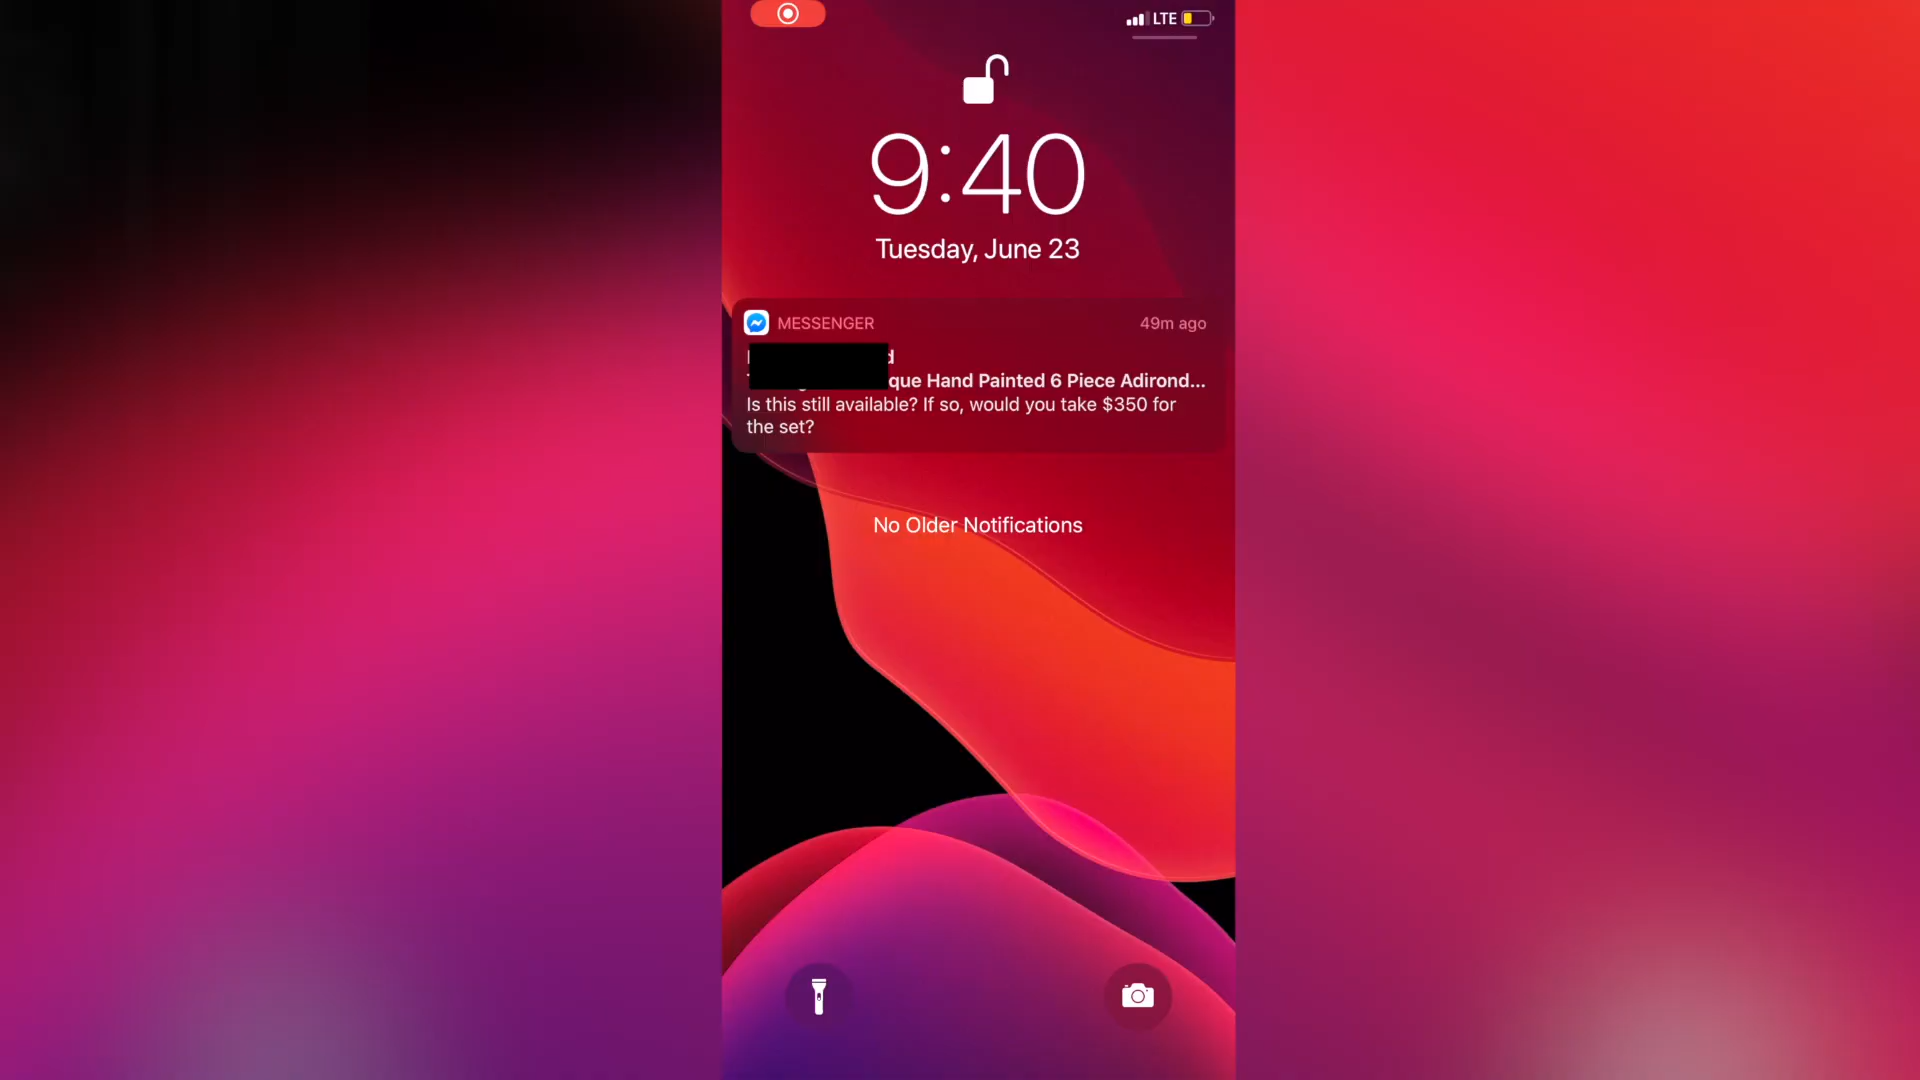 LTE
9:40
Tuesday, June 23
MESSENGER 49m ago
Hand Painted 6 Piece Adirond...
Is this still available? If so, would you take $350 for
the set?
No Older Notifications